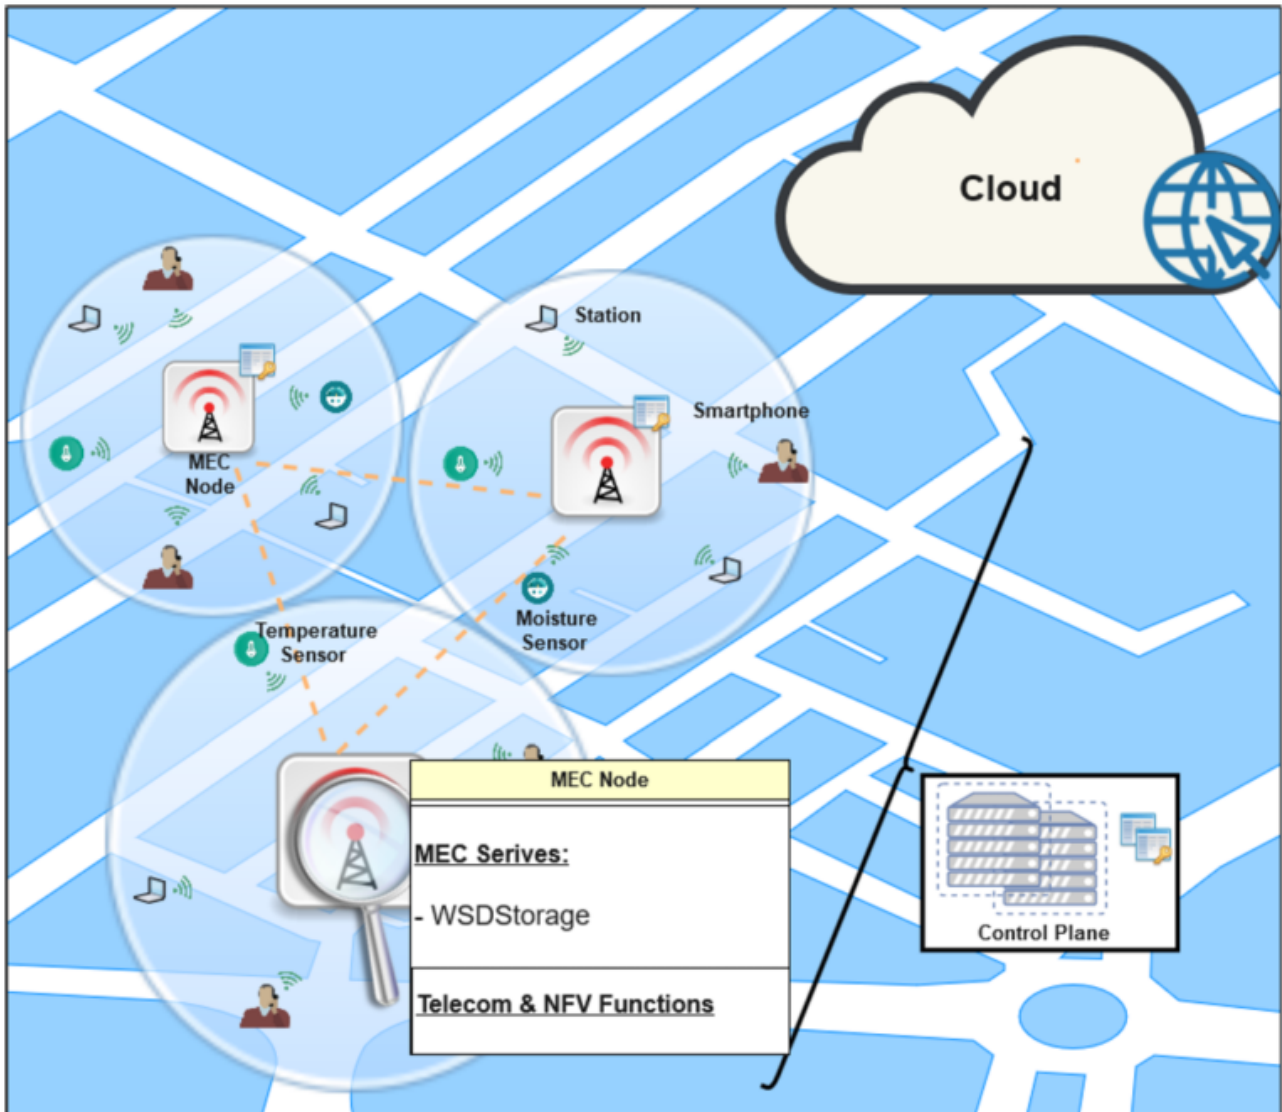 Cloud
Station
Smartphone
MEC
Node
Moisture
Sensor
Temperature
Sensor
MEC Node
MEC Serives:
- WSDStorage
Telecom & NFV Functions
Control Plane